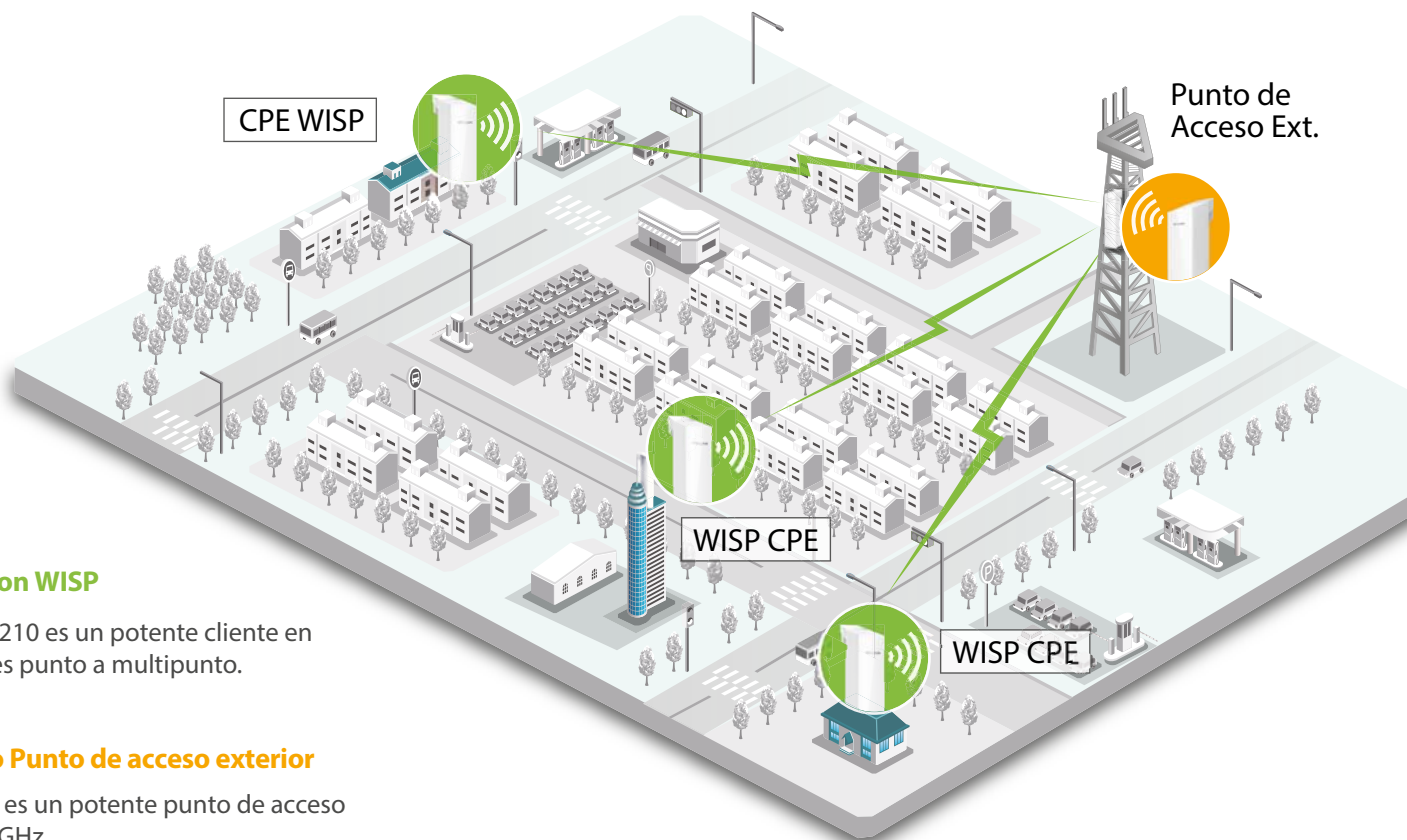 CPE WISP
Punto de
Acceso Ext.
WISP CPE
WISP CPE
on WISP
210 es un potente cliente en
es punto a multipunto.
Punto de acceso exterior
es un potente punto de acceso
GHz
P